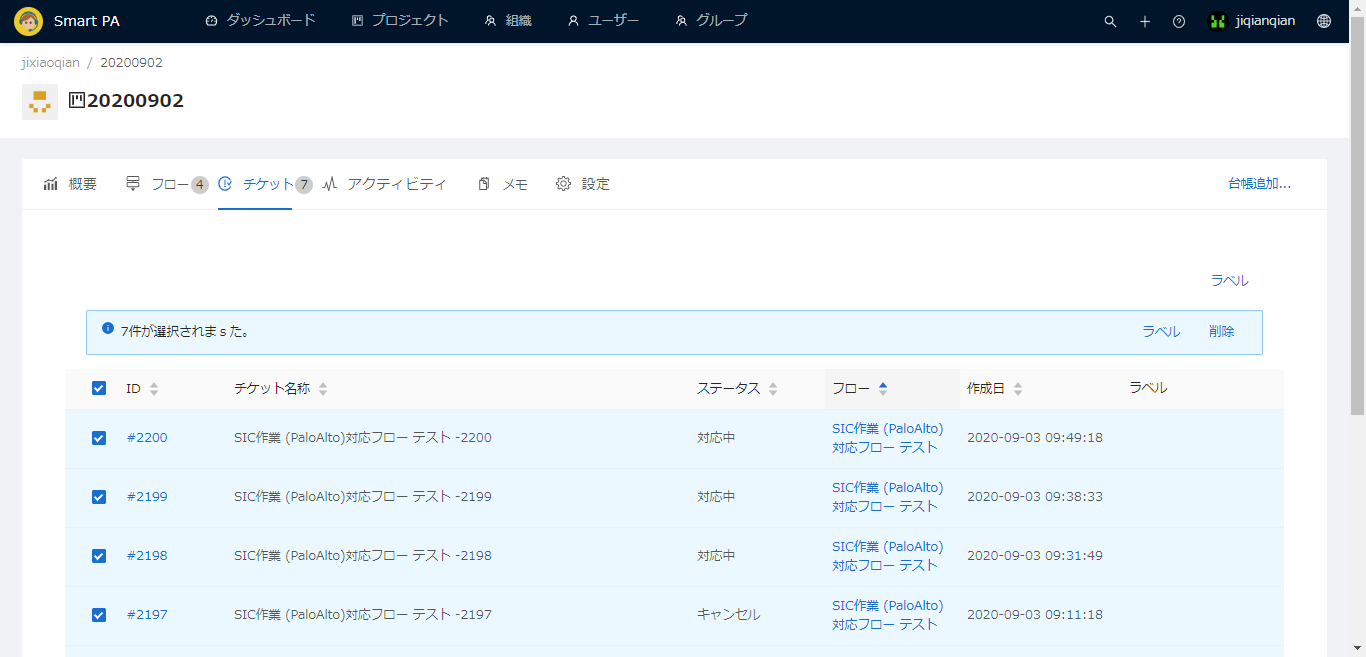 Smart PA ダッシュボード プロジェクト 組織 ユーザー グループ jiqianqian
jixiaoqian / 20200902
20200902
概要 フロー 4 チケット 7 アクティビティ メモ 設定 台帳追加...
ラベル
7件が選択されまｓた。 ラベル 削除
ID チケット名称 ステータス フロー 作成日 ラベル
#2200 SIC作業 (PaloAlto)対応フロー テスト -2200 対応中 SIC作業 (PaloAlto) 2020-09-03 09:49:18
対応フロー テスト
#2199 SIC作業 (PaloAlto)対応フロー テスト -2199 対応中 SIC作業 (PaloAlto) 2020-09-03 09:38:33
対応フロー テスト
#2198 SIC作業 (PaloAlto)対応フロー テスト -2198 対応中 SIC作業 (PaloAlto) 2020-09-03 09:31:49
対応フロー テスト
#2197 SIC作業 (PaloAlto)対応フロー テスト -2197 キャンセル SIC作業 (PaloAlto) 2020-09-03 09:11:18
対応フロー テスト